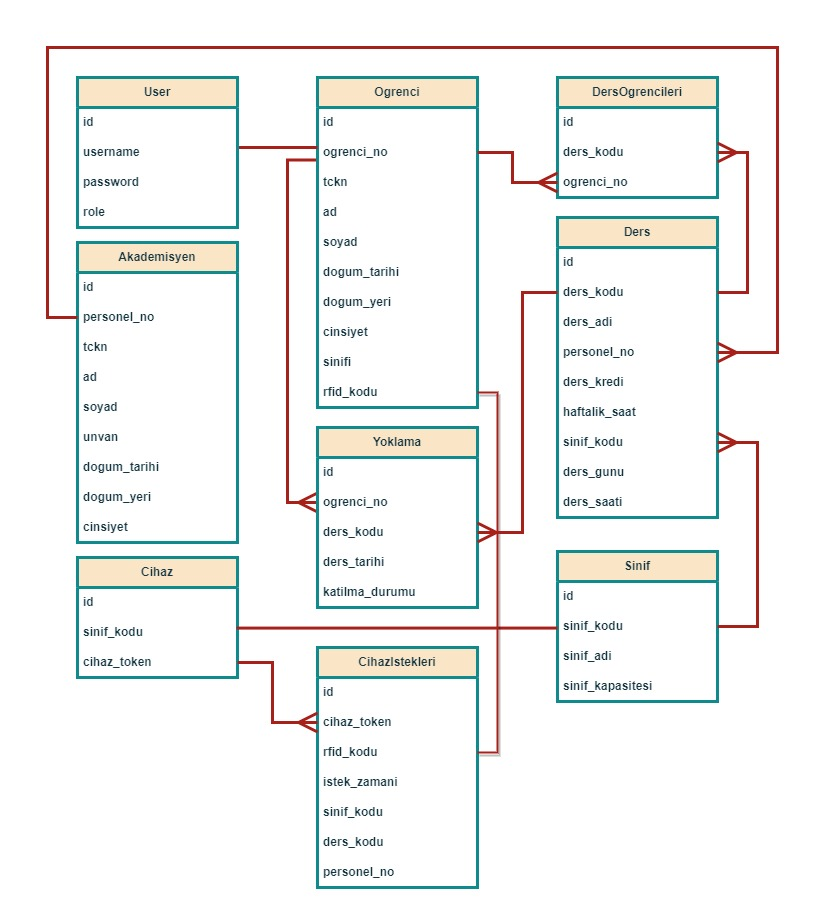 User
id
username
password
role
Akademisyen
id
personel_no
tckn
ad
soyad
unvan
dogum_tarihi
dogum_yeri
cinsiyet
Cihaz
id
sinif_kodu
cihaz_token
Ogrenci
id
ogrenci_no
tckn
ad
soyad
dogum_tarihi
dogum_yeri
cinsiyet
sinifi
rfid_kodu
Yoklama
id
ogrenci_no
ders_kodu
ders_tarihi
katilma_durumu
CihazIstekleri
id
cihaz_token
rfid_kodu
istek_zamani
sinif_kodu
ders_kodu
personel_no
DersOgrencileri
id
ders_kodu
ogrenci_no
Ders
id
ders_kodu
ders_adi
personel_no
ders_kredi
haftalik_saat
sinif_kodu
ders_gunu
ders_saati
Sinif
id
sinif_kodu
sinif_adi
sinif_kapasitesi